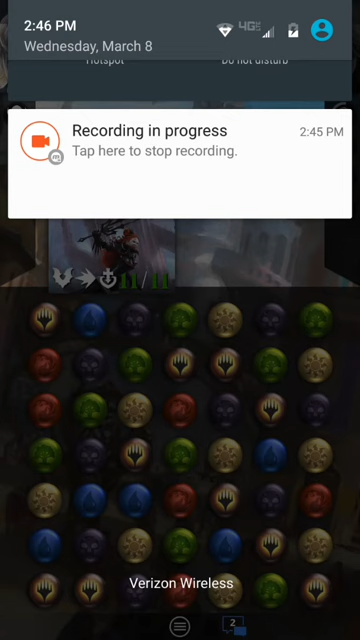 2:46 PM
4G
Wednesday, March 8
Hotspot
Do not disturb
Recording in progress
2:45 PM
Tap here to stop recording.
11/11
Verizon Wireless
2